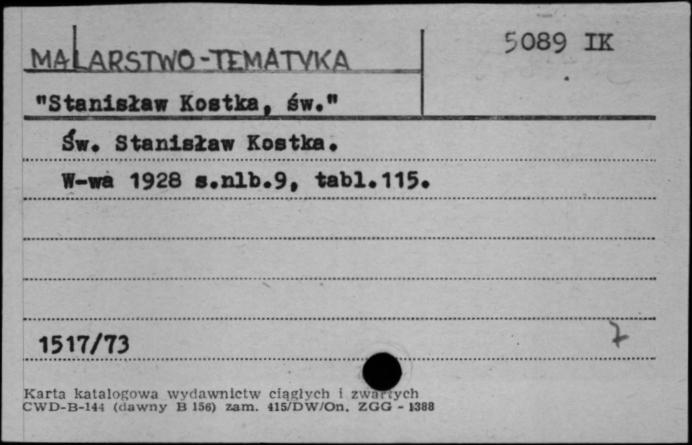 MALARSTWO-TEMATYKA
5089 IK
"Stanisław Kostka, św."
Św. Stanisław Kostka.
W-wa 1928 s.nlb.9, tabl.115.
1517/73
Karta katalogowa wydawnictw ciągłych i zwartych
CWD-B-144 (dawny B 156) zam. 415/DW/On. ZGG - 1388